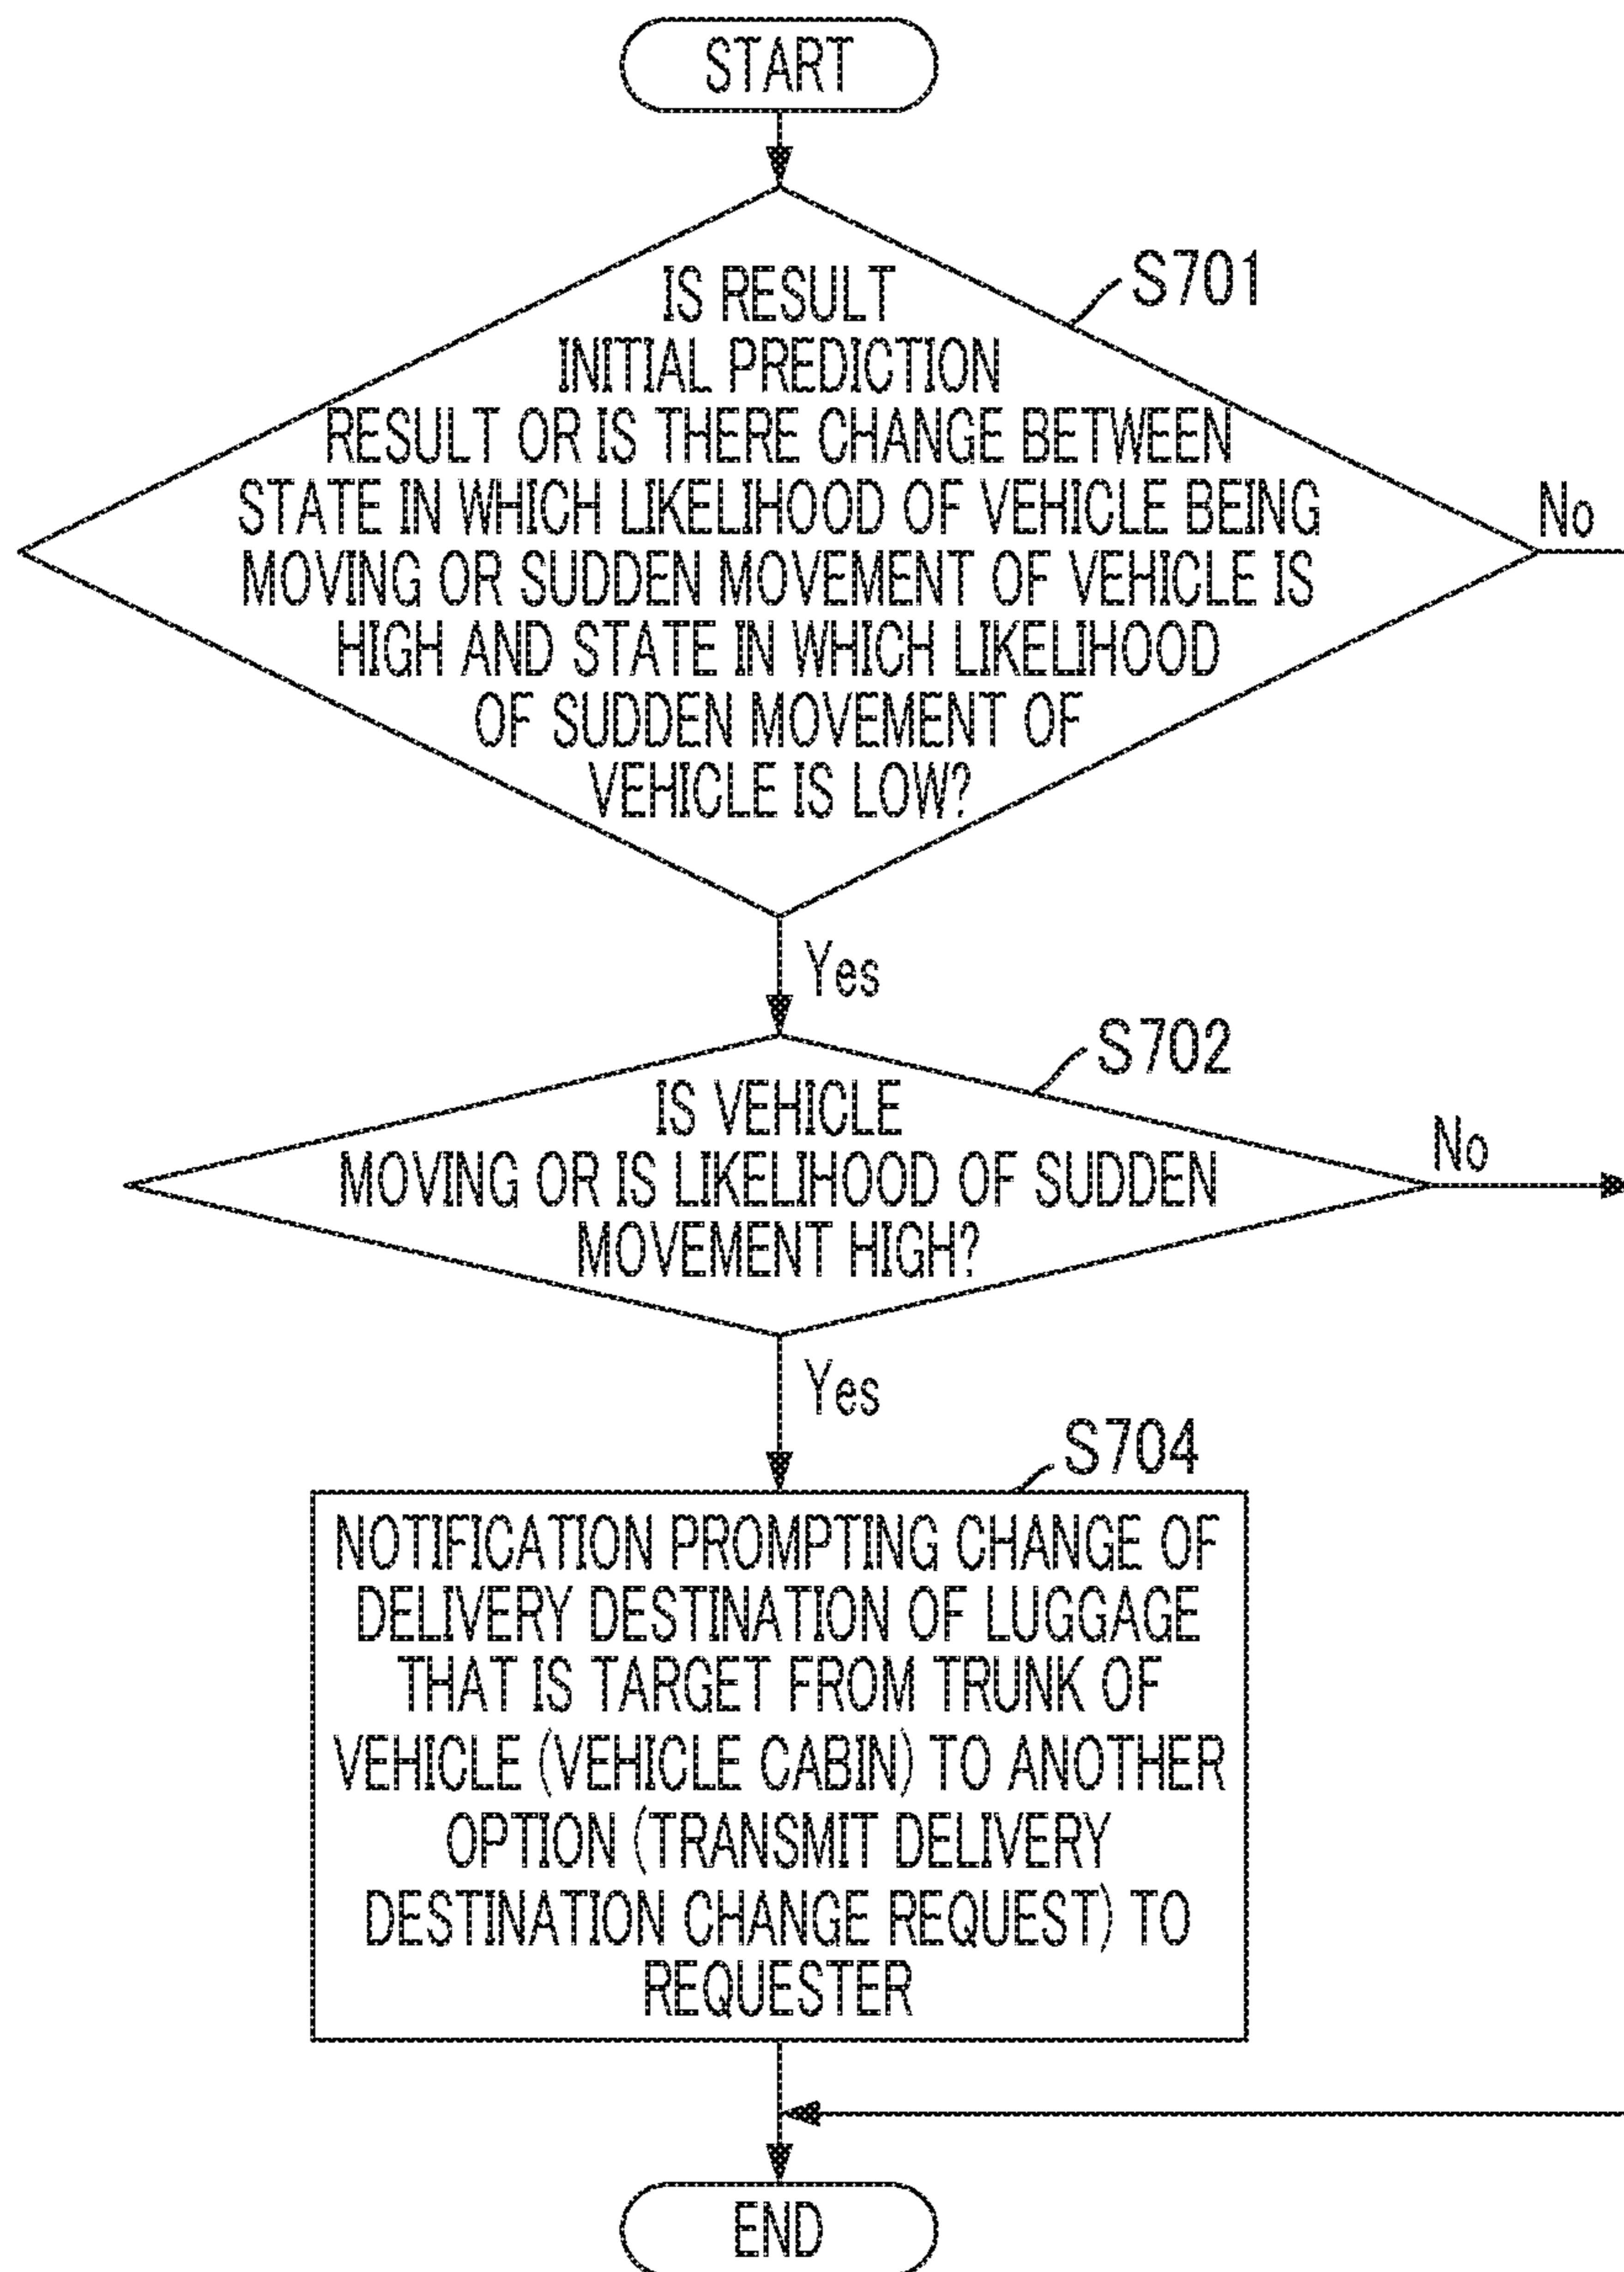 START
S701
IS RESULT
INITIAL PREDICTION
RESULT OR IS THERE CHANGE BETWEEN
STATE IN WHICH LIKELIHOOD OF VEHICLE BEING
MOVING OR SUDDEN MOVEMENT OF VEHICLE IS
HIGH AND STATE IN WHICH LIKELIHOOD
OF SUDDEN MOVEMENT OF
VEHICLE IS LOW?
No
Yes
S702
IS VEHICLE
MOVING OR IS LIKELIHOOD OF SUDDEN
MOVEMENT HIGH?
No
Yes
S704
NOTIFICATION PROMPTING CHANGE OF
DELIVERY DESTINATION OF LUGGAGE
THAT IS TARGET FROM TRUNK OF
VEHICLE (VEHICLE CABIN) TO ANOTHER
OPTION (TRANSMIT DELIVERY
DESTINATION CHANGE REQUEST) TO
REQUESTER
END